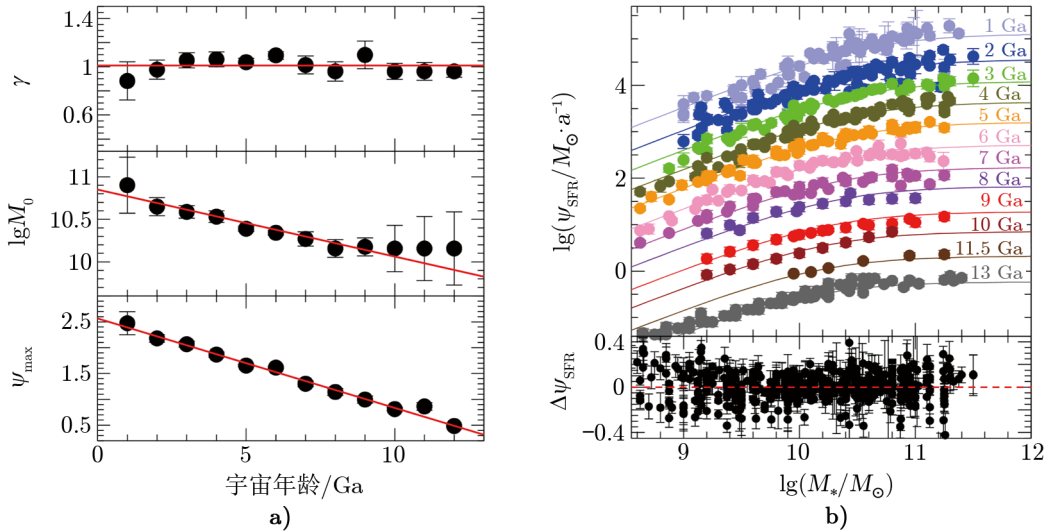 1.4
1
0.6
γ
11
10.5
10
lgM₀
2.5
1.5
0.5
ψmax
0 5 10
宇宙年龄/Ga
a)
4
2
0
lg(ψSFR/M⊙·a⁻¹)
1 Ga
2 Ga
3 Ga
4 Ga
5 Ga
6 Ga
7 Ga
8 Ga
9 Ga
10 Ga
11.5 Ga
13 Ga
0.4
0
−0.4
ΔψSFR
9 10 11 12
lg(M*/M⊙)
b)